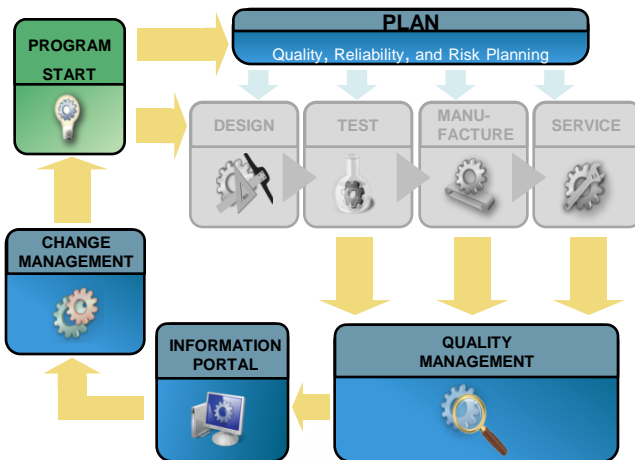 PROGRAM
START
PLAN
Quality, Reliability, and Risk Planning
DESIGN
TEST
MANU-
FACTURE
SERVICE
CHANGE
MANAGEMENT
INFORMATION
PORTAL
QUALITY
MANAGEMENT